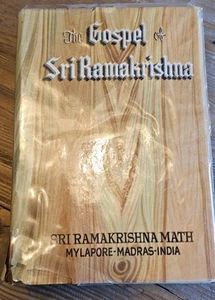 The Gospel of
Sri Ramakrishna
SRI RAMAKRISHNA MATH
MYLAPORE-MADRAS-INDIA